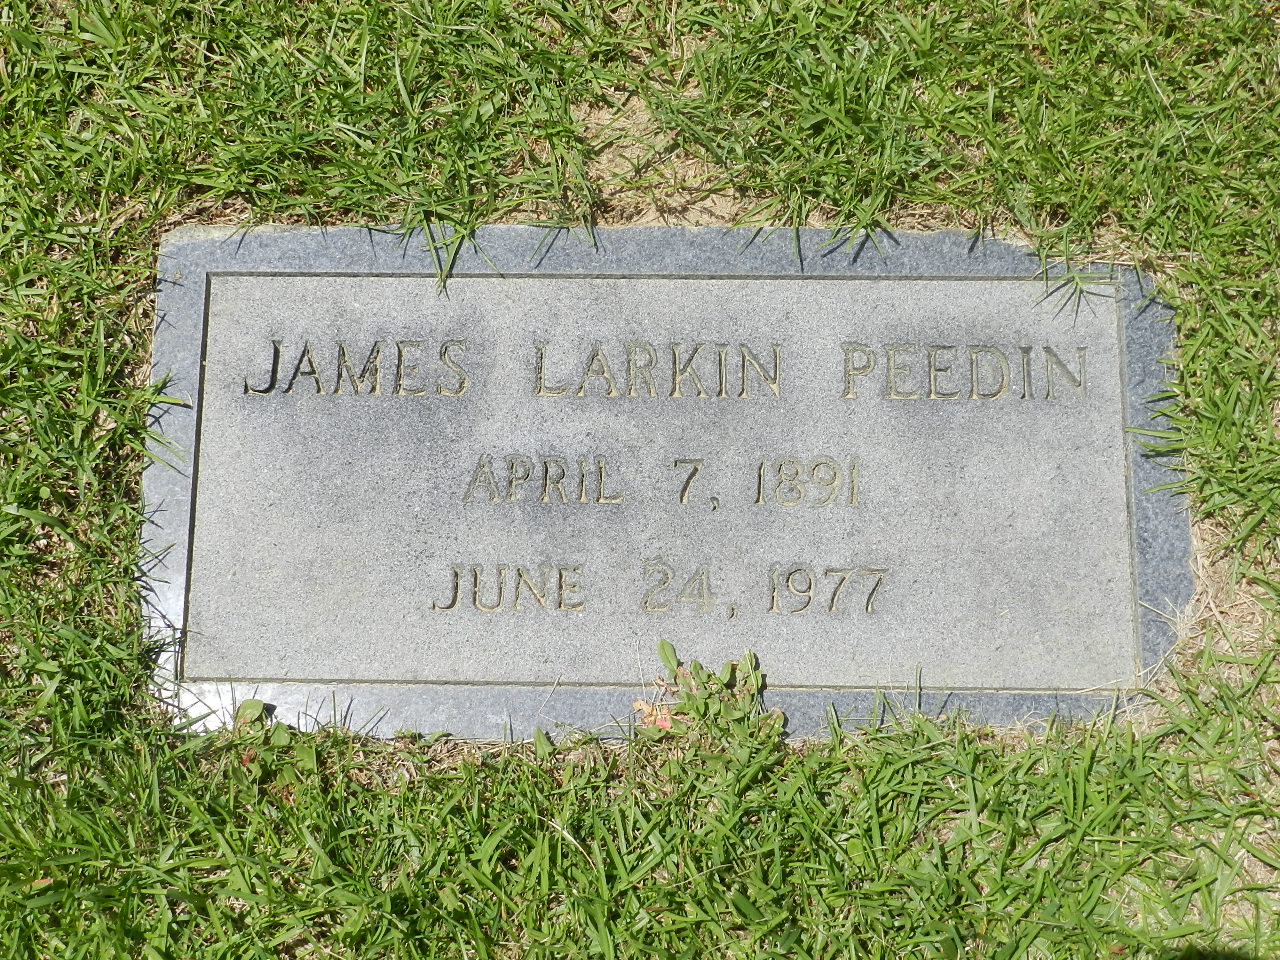 JAMES LARKIN PEEDIN
APRIL 7, 1891
JUNE 24, 1977